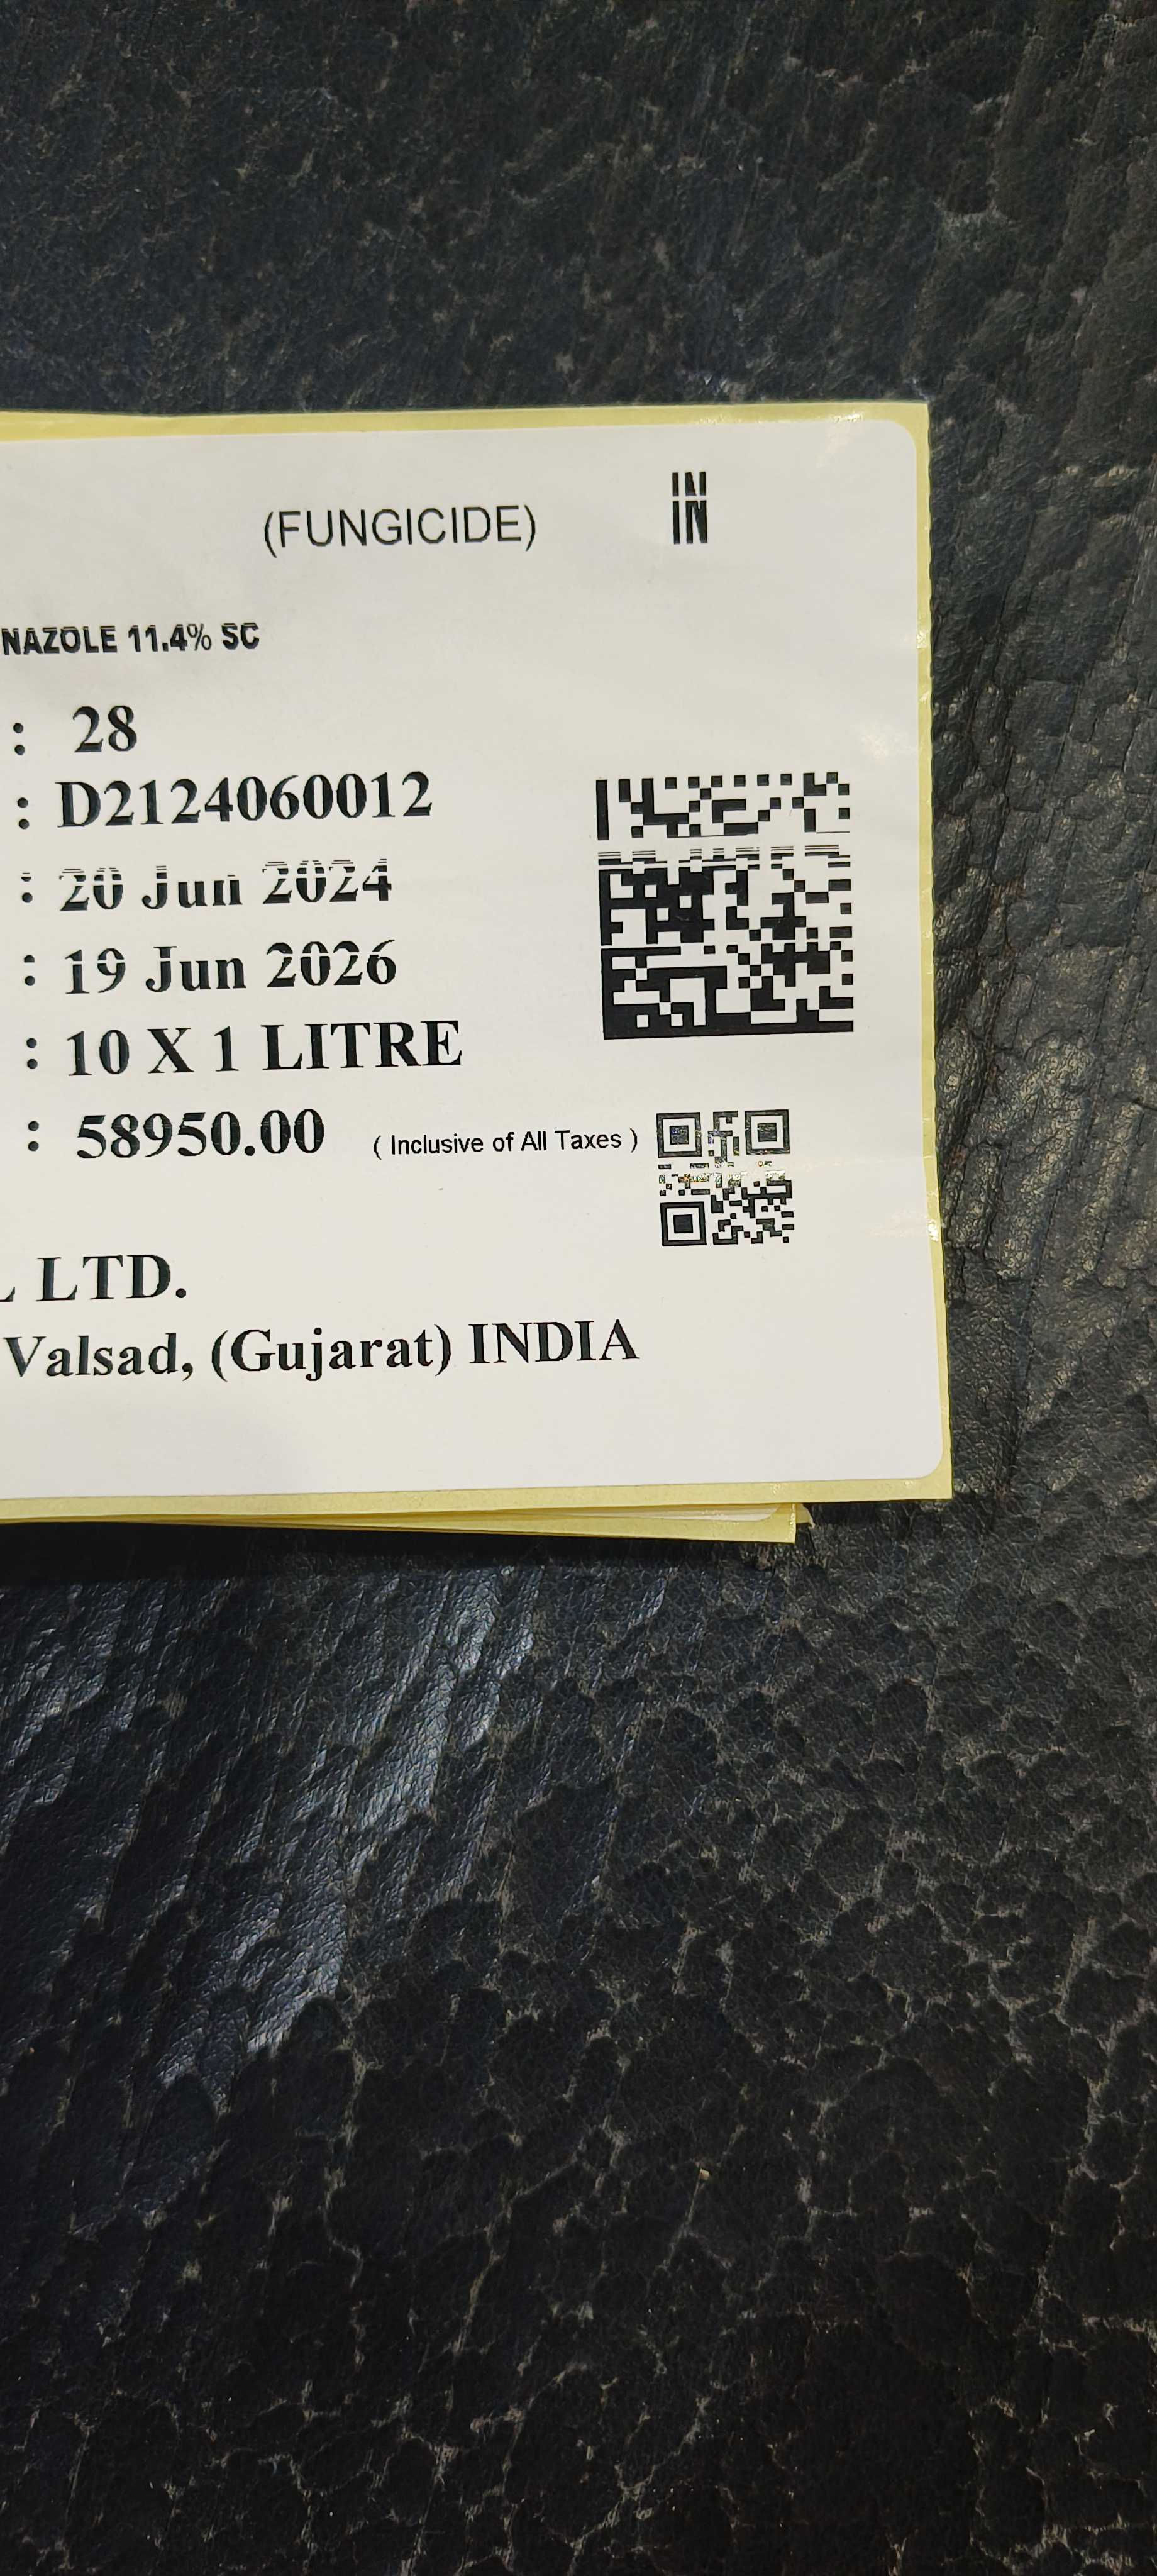 (FUNGICIDE) IN
NAZOLE 11.4% SC
: 28
: D2124060012
: 20 Jun 2024
: 19 Jun 2026
: 10 X 1 LITRE
: 58950.00 ( Inclusive of All Taxes )
LTD.
Valsad, (Gujarat) INDIA